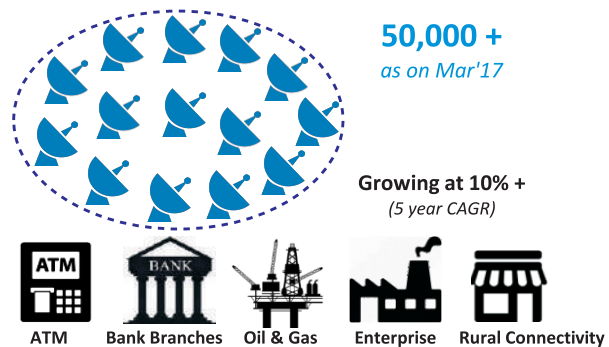 50,000 +
as on Mar'17
Growing at 10% +
(5 year CAGR)
ATM
BANK
ATM
Bank Branches
Oil & Gas
Enterprise
Rural Connectivity